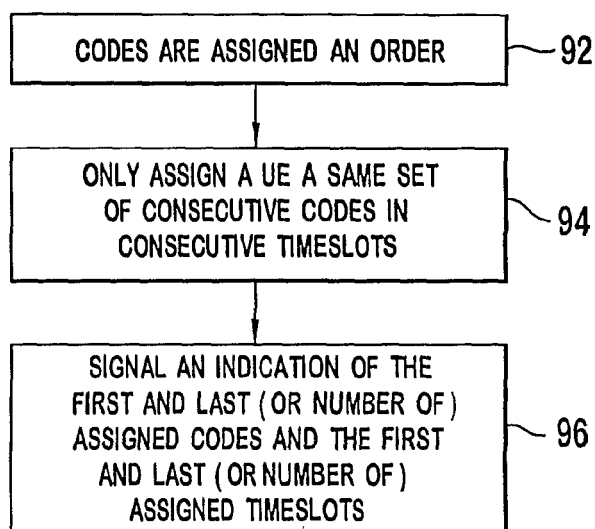 CODES ARE ASSIGNED AN ORDER
92
ONLY ASSIGN A UE A SAME SET
OF CONSECUTIVE CODES IN
CONSECUTIVE TIMESLOTS
94
SIGNAL AN INDICATION OF THE
FIRST AND LAST (OR NUMBER OF)
ASSIGNED CODES AND THE FIRST
AND LAST (OR NUMBER OF)
ASSIGNED TIMESLOTS
96